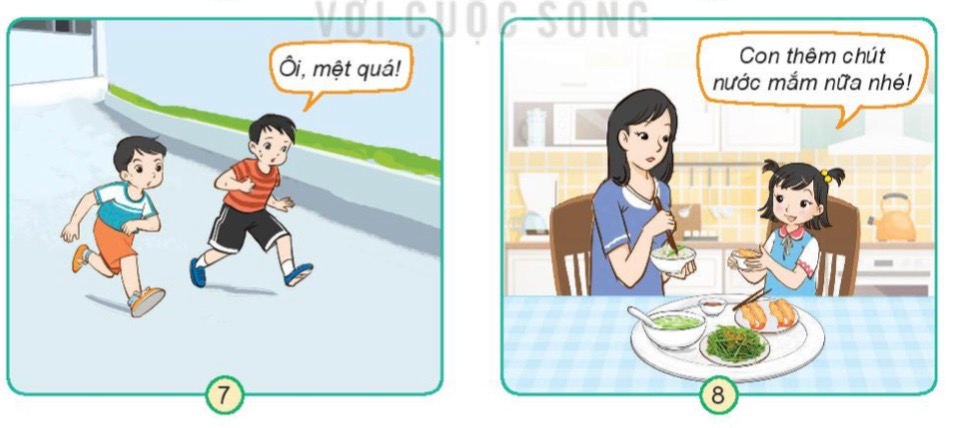 VỚI CUỘC SỐNG
Ôi, mệt quá!
Con thêm chút
nước mắm nữa nhé!
7
8